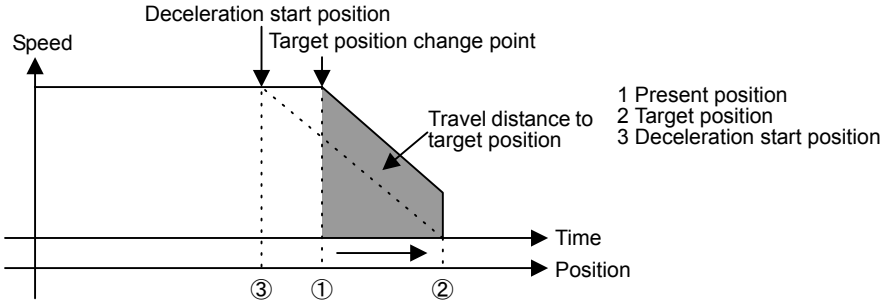 Deceleration start position
Speed
Target position change point
Travel distance to
target position
1 Present position
2 Target position
3 Deceleration start position
Time
Position
③ ① ②